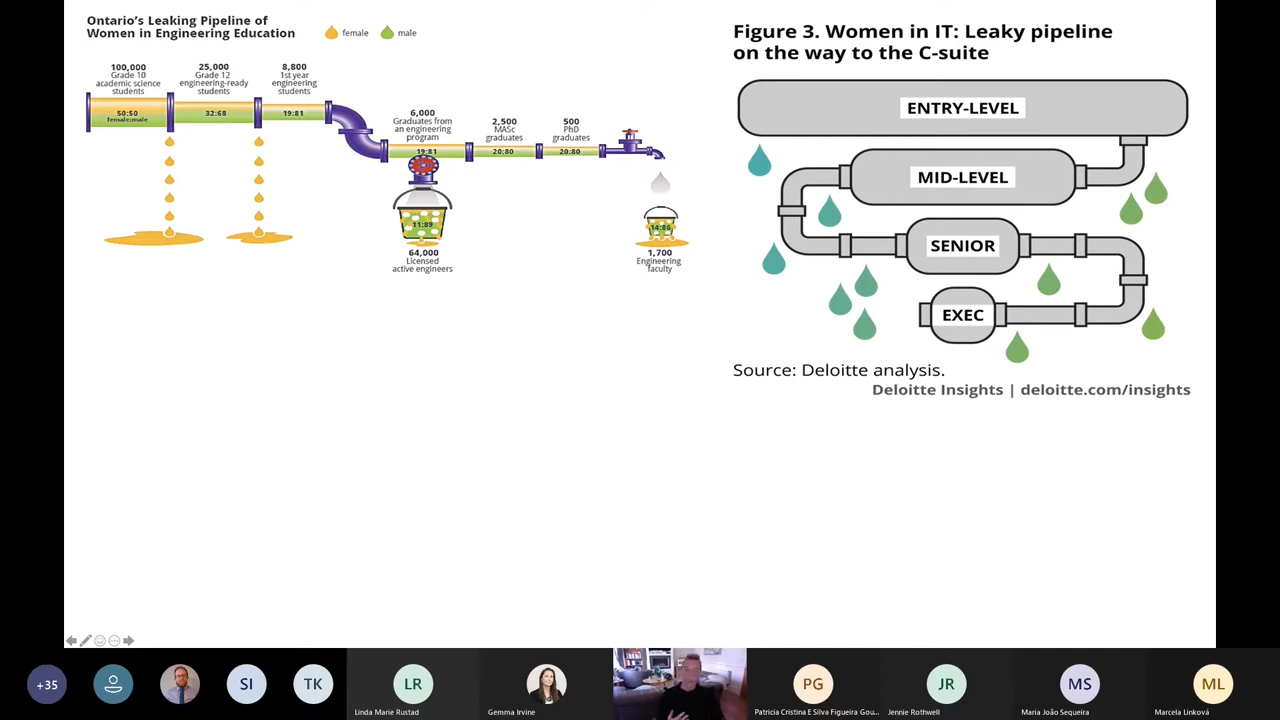 Ontario's Leaking Pipeline of
Women in Engineering Education
female
male
100,000
Grade 10
academic science
students
25,000
Grade 12
engineering-ready
students
8,800
1st year
engineering
students
50:50
female:male
32:68
19:81
6,000
Graduates from
an engineering
program
19:81
2,500
MASc
graduates
20:80
500
PhD
graduates
20:80
11:89
64,000
Licensed
active engineers
14:86
1,700
Engineering
faculty
Figure 3. Women in IT: Leaky pipeline
on the way to the C-suite
ENTRY-LEVEL
MID-LEVEL
SENIOR
EXEC
Source: Deloitte analysis.
Deloitte Insights | deloitte.com/insights
+35
SI
TK
LR
Linda Marie Rustad
Gemma Irvine
PG
Patricia Cristina E Silva Figueira Gou...
JR
Jennie Rothwell
MS
Maria João Sequeira
ML
Marcela Linková